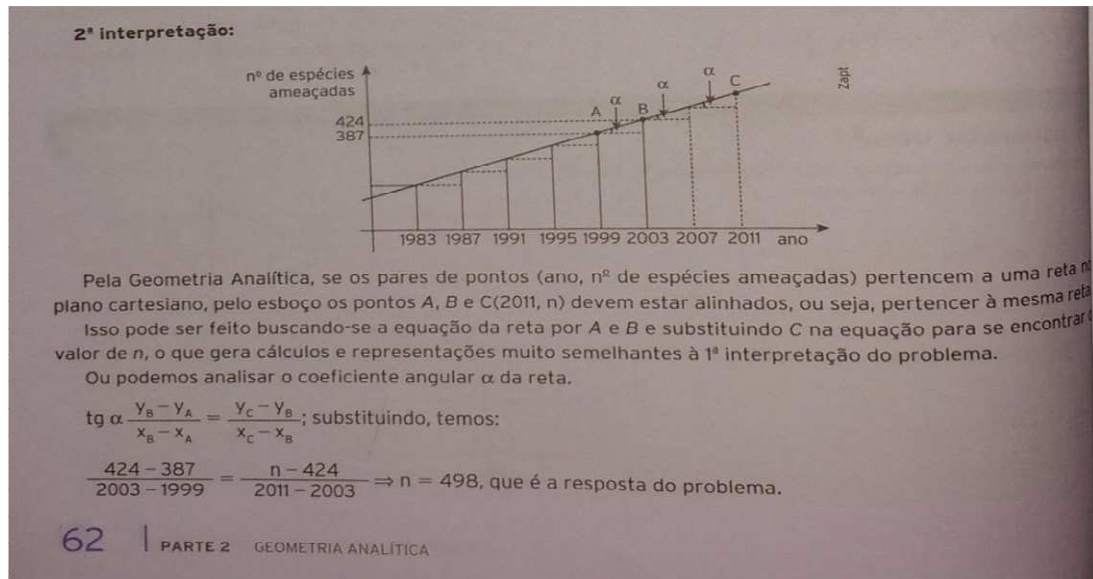 2ª interpretação:
nº de espécies
ameaçadas
424
387
A
α
B
α
α
C
Zapt
1983 1987 1991 1995 1999 2003 2007 2011 ano
Pela Geometria Analítica, se os pares de pontos (ano, nº de espécies ameaçadas) pertencem a uma reta no
plano cartesiano, pelo esboço os pontos A, B e C(2011, n) devem estar alinhados, ou seja, pertencer à mesma reta
Isso pode ser feito buscando-se a equação da reta por A e B e substituindo C na equação para se encontrar
valor de n, o que gera cálculos e representações muito semelhantes à 1ª interpretação do problema.
Ou podemos analisar o coeficiente angular α da reta.
tg α (y_B – y_A)/(x_B – x_A) = (y_C – y_B)/(x_C – x_B); substituindo, temos:
(424 – 387)/(2003 – 1999) = (n – 424)/(2011 – 2003) ⇒ n = 498, que é a resposta do problema.
62 | PARTE 2 GEOMETRIA ANALÍTICA